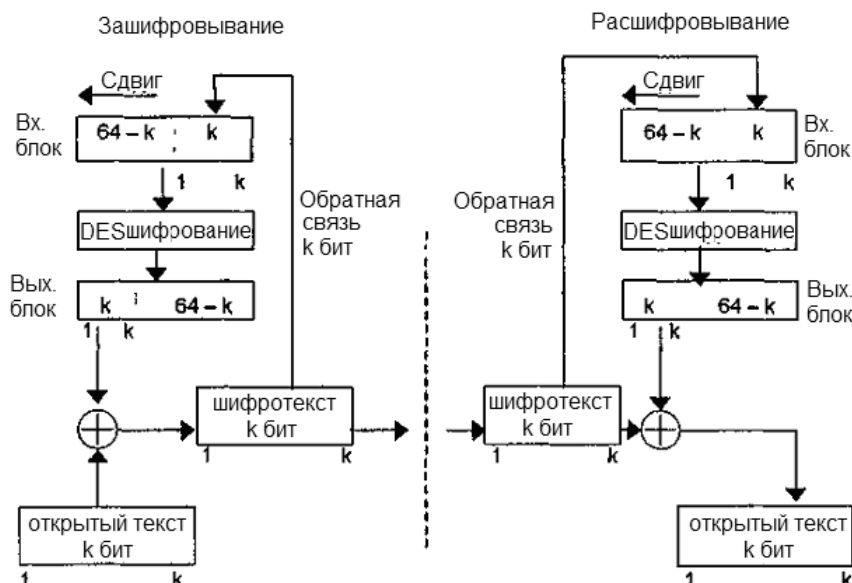 Зашифровывание
Сдвиг
Вх.
блок
64 – k k
1 k
DESшифрование
Обратная
связь
k бит
Вых.
блок
k 64 – k
1 k
шифротекст
k бит
1 k
открытый текст
k бит
1 k
Расшифровывание
Сдвиг
64 – k k
Вх.
блок
1 k
Обратная
связь
k бит
DESшифрование
k 64 – k
Вых.
блок
1 k
шифротекст
k бит
1 k
открытый текст
k бит
1 k